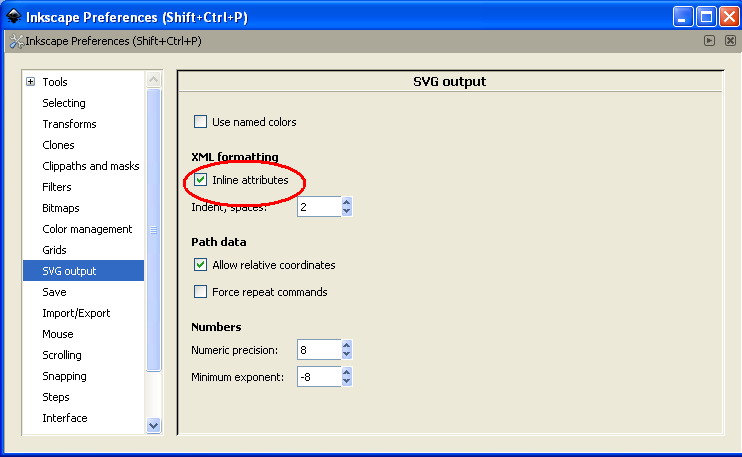 Inkscape Preferences (Shift+Ctrl+P)
Inkscape Preferences (Shift+Ctrl+P)
Tools
Selecting
Transforms
Clones
Clippaths and masks
Filters
Bitmaps
Color management
Grids
SVG output
Save
Import/Export
Mouse
Scrolling
Snapping
Steps
Interface
SVG output
Use named colors
XML formatting
Inline attributes
Indent, spaces: 2
Path data
Allow relative coordinates
Force repeat commands
Numbers
Numeric precision: 8
Minimum exponent: -8